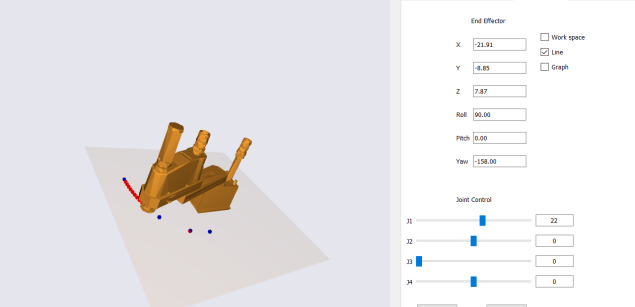 End Effector
X -21.91
Work space
Line
Y -8.85
Graph
Z 7.87
Roll 90.00
Pitch 0.00
Yaw -158.00
Joint Control
J1 22
J2 0
J3 0
J4 0